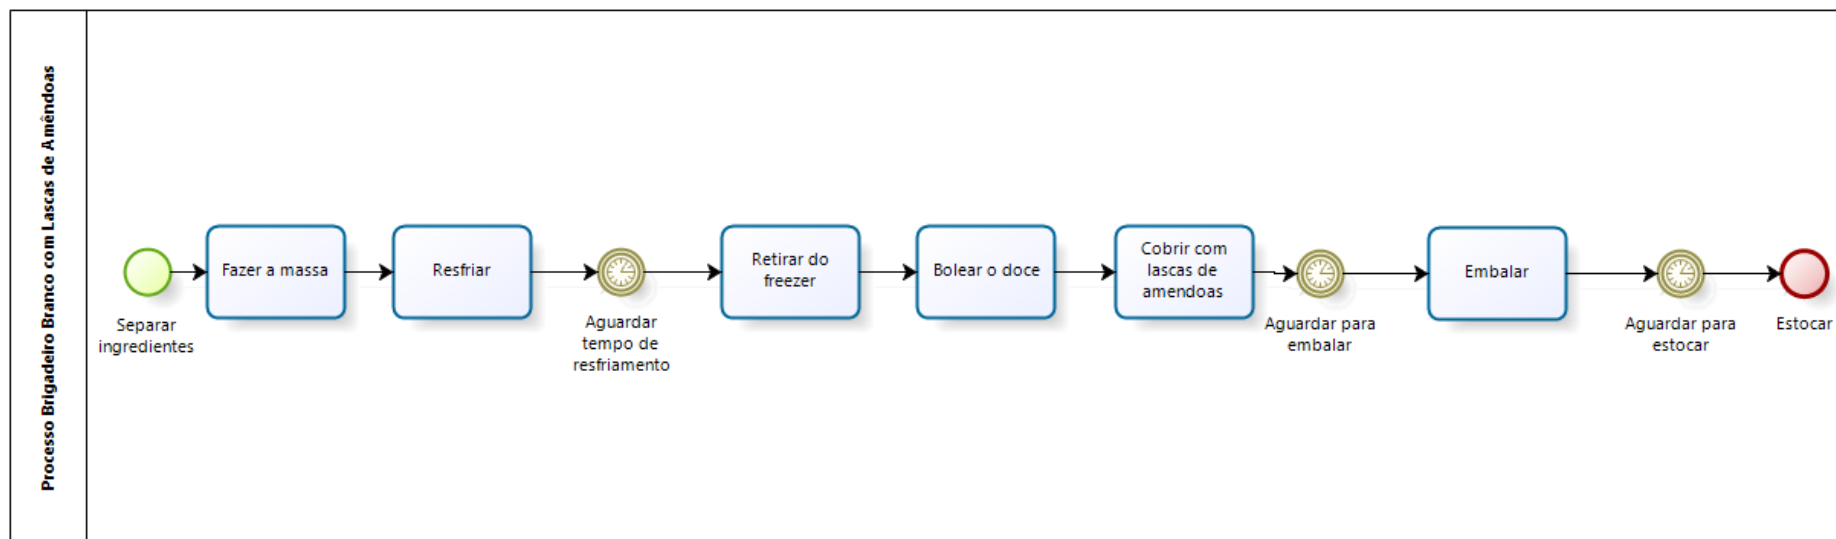 Processo Brigadeiro Branco com Lascas de Amêndoas
Separar
ingredientes
Fazer a massa
Resfriar
Aguardar
tempo de
resfriamento
Retirar do
freezer
Bolear o doce
Cobrir com
lascas de
amendoas
Aguardar para
embalar
Embalar
Aguardar para
estocar
Estocar